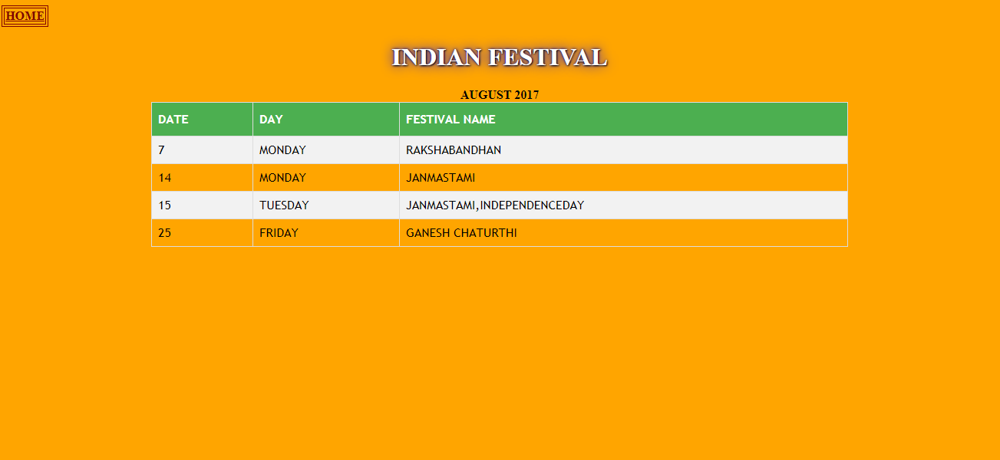 HOME
INDIAN FESTIVAL
AUGUST 2017
DATE DAY FESTIVAL NAME
7 MONDAY RAKSHABANDHAN
14 MONDAY JANMASTAMI
15 TUESDAY JANMASTAMI,INDEPENDENCEDAY
25 FRIDAY GANESH CHATURTHI